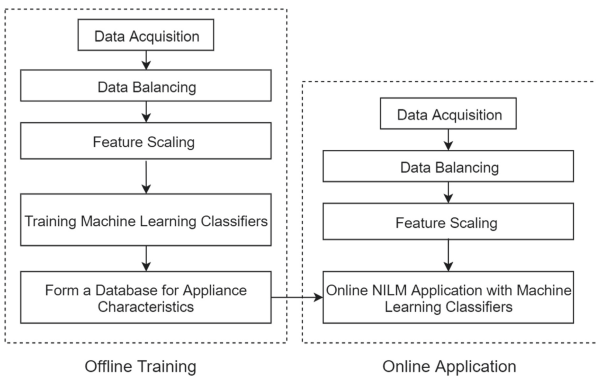 Data Acquisition
Data Balancing
Feature Scaling
Training Machine Learning Classifiers
Form a Database for Appliance
Characteristics
Offline Training
Data Acquisition
Data Balancing
Feature Scaling
Online NILM Application with Machine
Learning Classifiers
Online Application